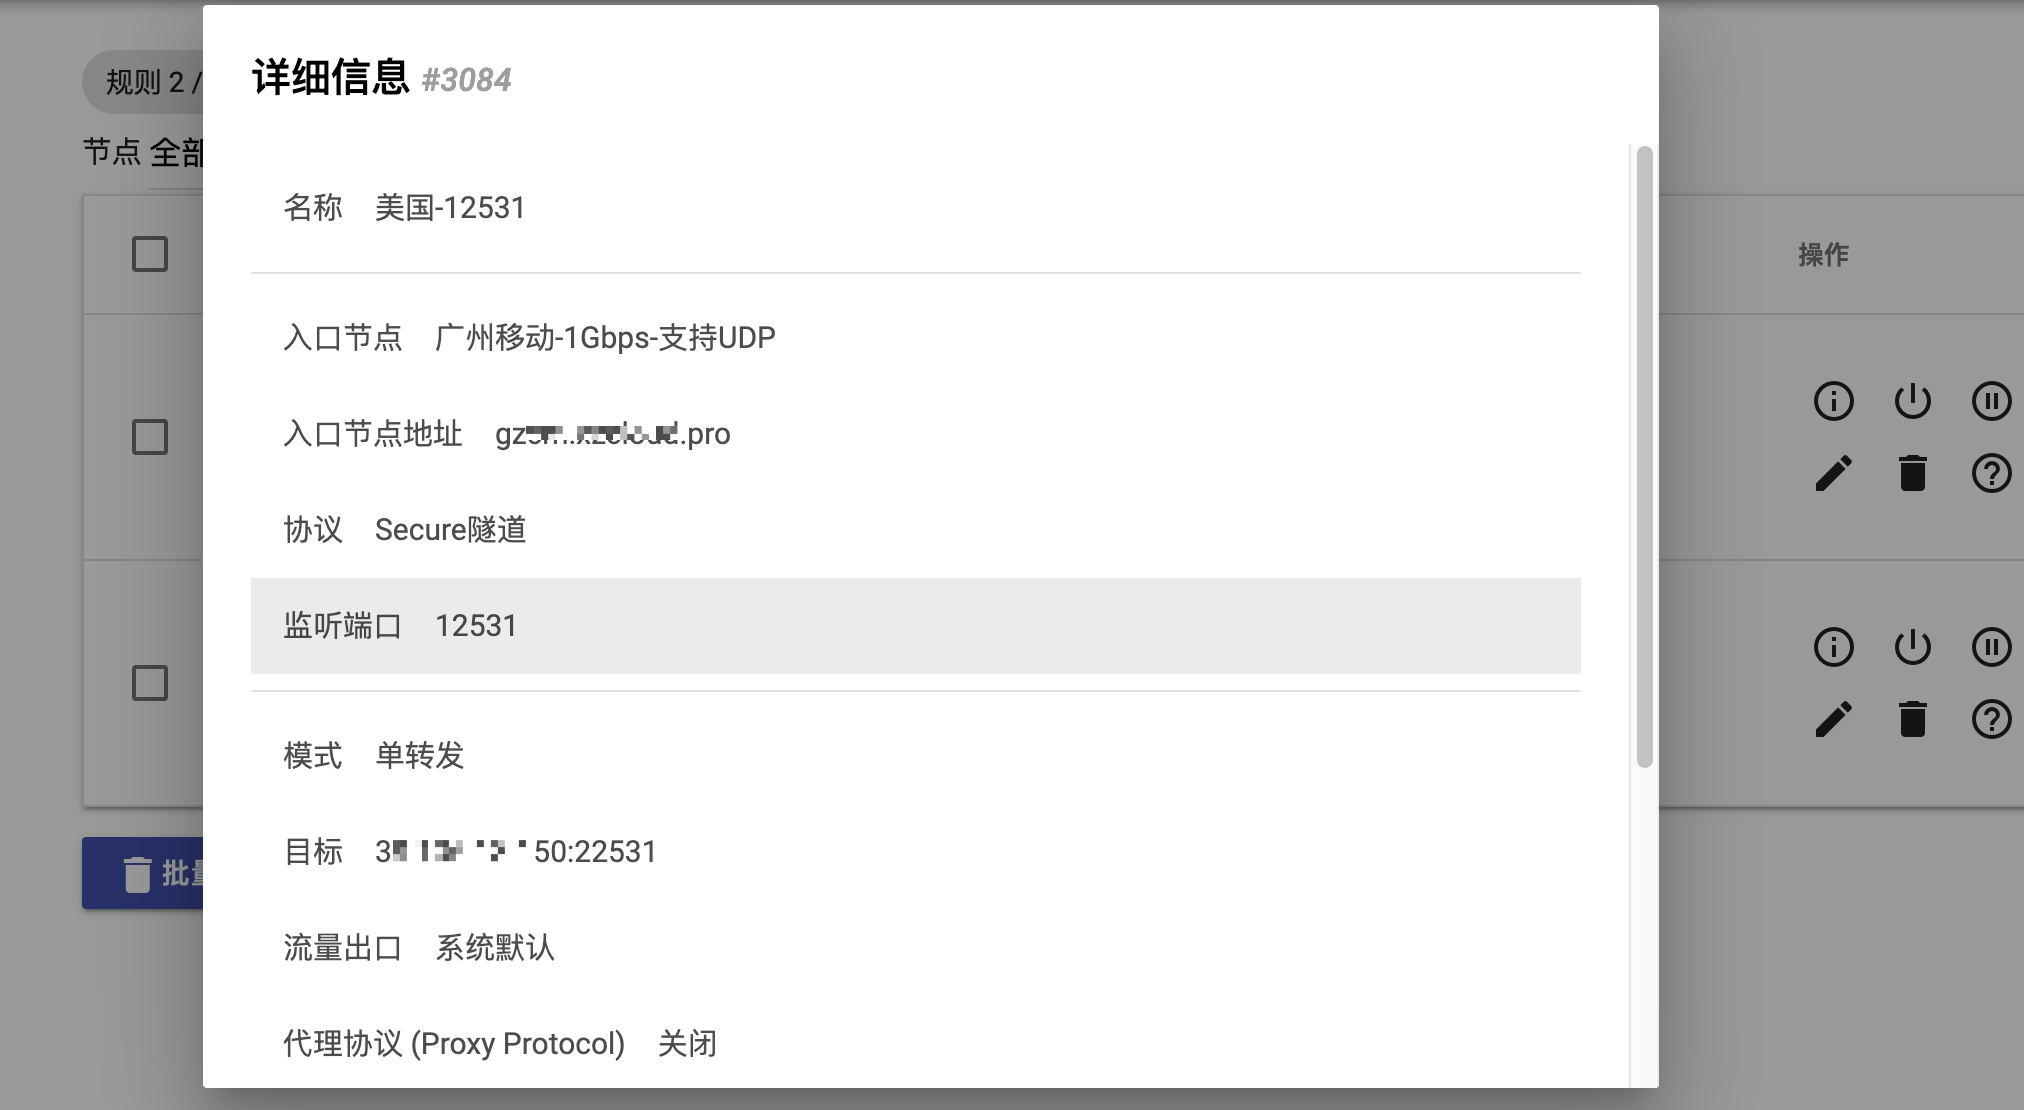 详细信息 #3084
名称 美国-12531
入口节点 广州移动-1Gbps-支持UDP
入口节点地址 gz .pro
协议 Secure隧道
监听端口 12531
模式 单转发
目标 3 50:22531
流量出口 系统默认
代理协议 (Proxy Protocol) 关闭
规则 2 /
节点 全部
操作
批量